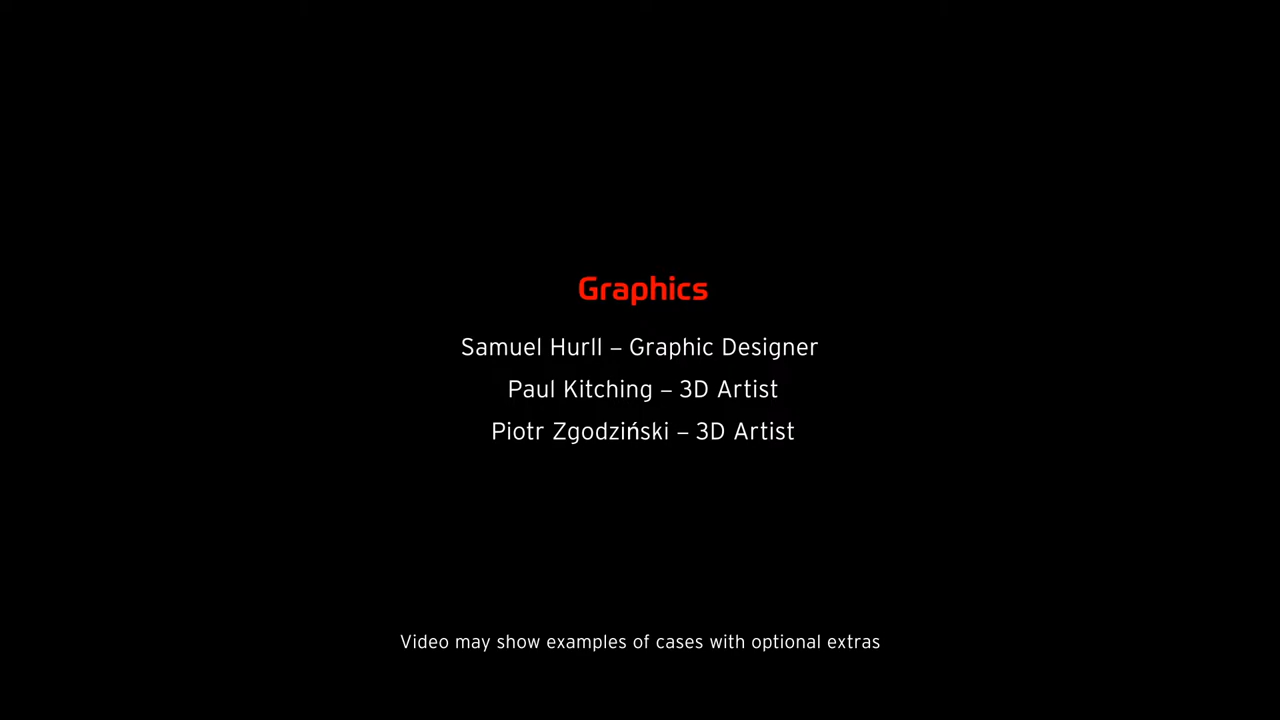 Graphics
Samuel Hurll – Graphic Designer
Paul Kitching – 3D Artist
Piotr Zgodziński – 3D Artist
Video may show examples of cases with optional extras